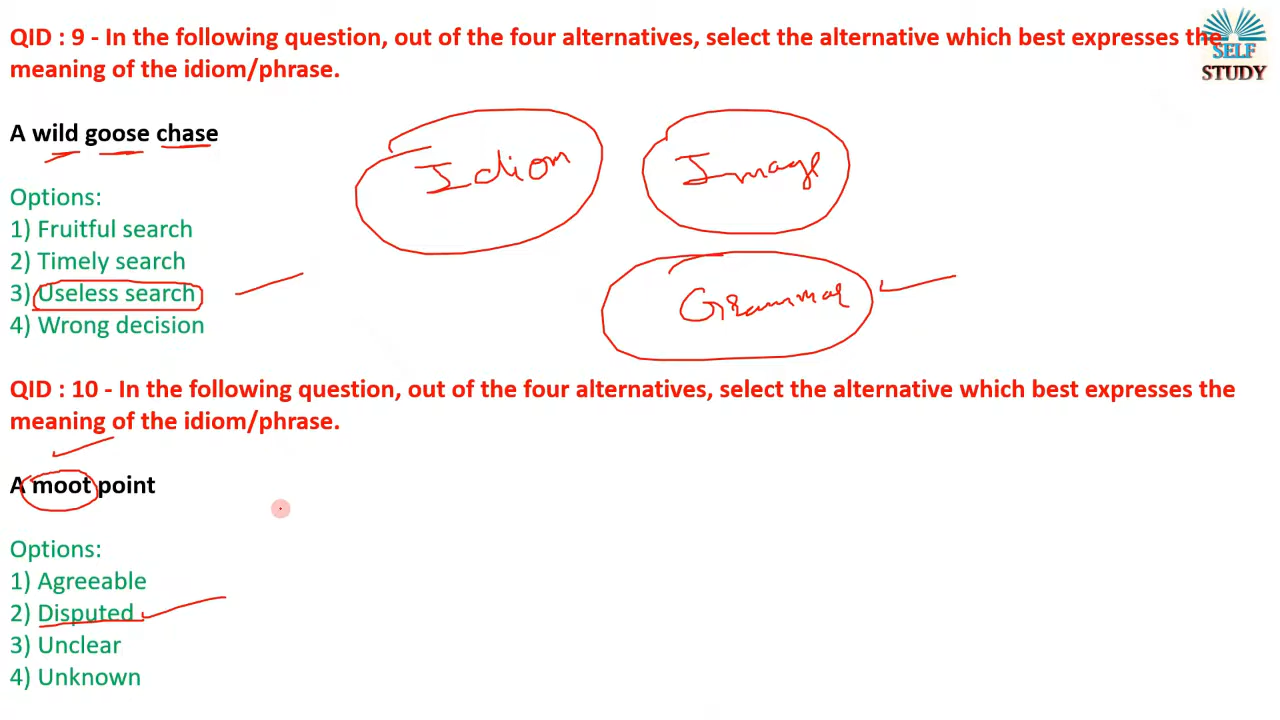 QID : 9 - In the following question, out of the four alternatives, select the alternative which best expresses the
meaning of the idiom/phrase.
SELF
STUDY
A wild goose chase
Idiom
Image
Options:
1) Fruitful search
2) Timely search
3) Useless search
4) Wrong decision
Grammar
QID : 10 - In the following question, out of the four alternatives, select the alternative which best expresses the
meaning of the idiom/phrase.
A moot point
Options:
1) Agreeable
2) Disputed
3) Unclear
4) Unknown